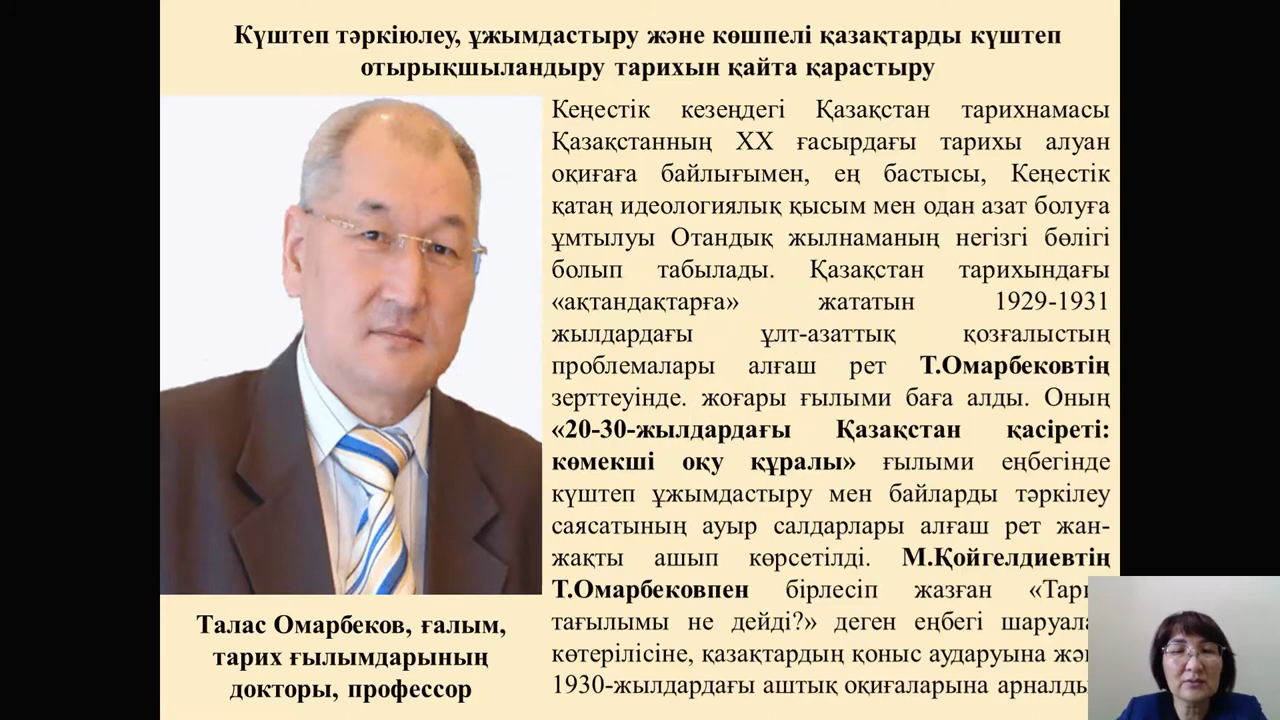 Күштеп тәркіюлеу, ұжымдастыру және көшпелі қазақтарды күштеп
отырықшыландыру тарихын қайта қарастыру
Кеңестік кезеңдегі Қазақстан тарихнамасы
Қазақстанның XX ғасырдағы тарихы алуан
оқиғаға байлығымен, ең бастысы, Кеңестік
қатаң идеологиялық қысым мен одан азат болуға
ұмтылуы Отандық жылнаманың негізгі бөлігі
болып табылады. Қазақстан тарихындағы
«ақтандақтарға» жататын 1929-1931
жылдардағы ұлт-азаттық қозғалыстың
проблемалары алғаш рет Т.Омарбековтің
зерттеуінде. жоғары ғылыми баға алды. Оның
«20-30-жылдардағы Қазақстан қасіреті:
көмекші оқу құралы» ғылыми еңбегінде
күштеп ұжымдастыру мен байларды тәркілеу
саясатының ауыр салдарлары алғаш рет жан-
жақты ашып көрсетілді. М.Қойгелдиевтің
Т.Омарбековпен бірлесіп жазған
тағылымы не дейді?» деген еңбегі
көтерілісіне, қазақтардың қоныс аударуына
1930-жылдардағы аштық оқиғаларына
Талас Омарбеков, ғалым,
тарих ғылымдарының
докторы, профессор